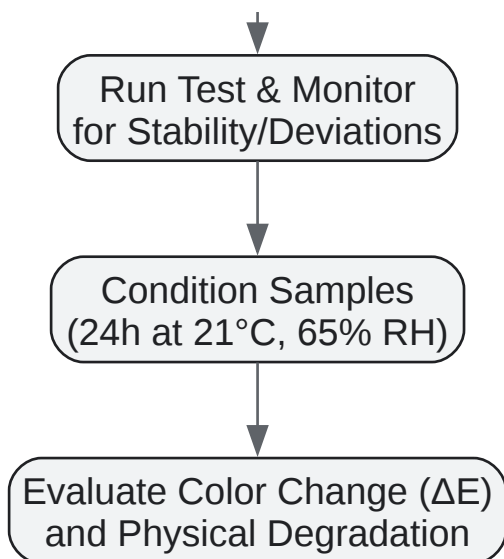 Run Test & Monitor
for Stability/Deviations
Condition Samples
(24h at 21°C, 65% RH)
Evaluate Color Change (ΔE)
and Physical Degradation